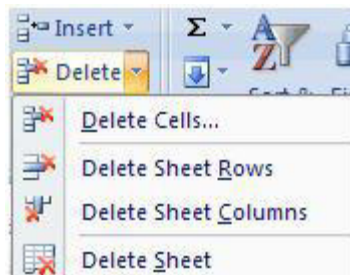 Insert Σ A
Z
Delete
Delete Cells...
Delete Sheet Rows
Delete Sheet Columns
Delete Sheet